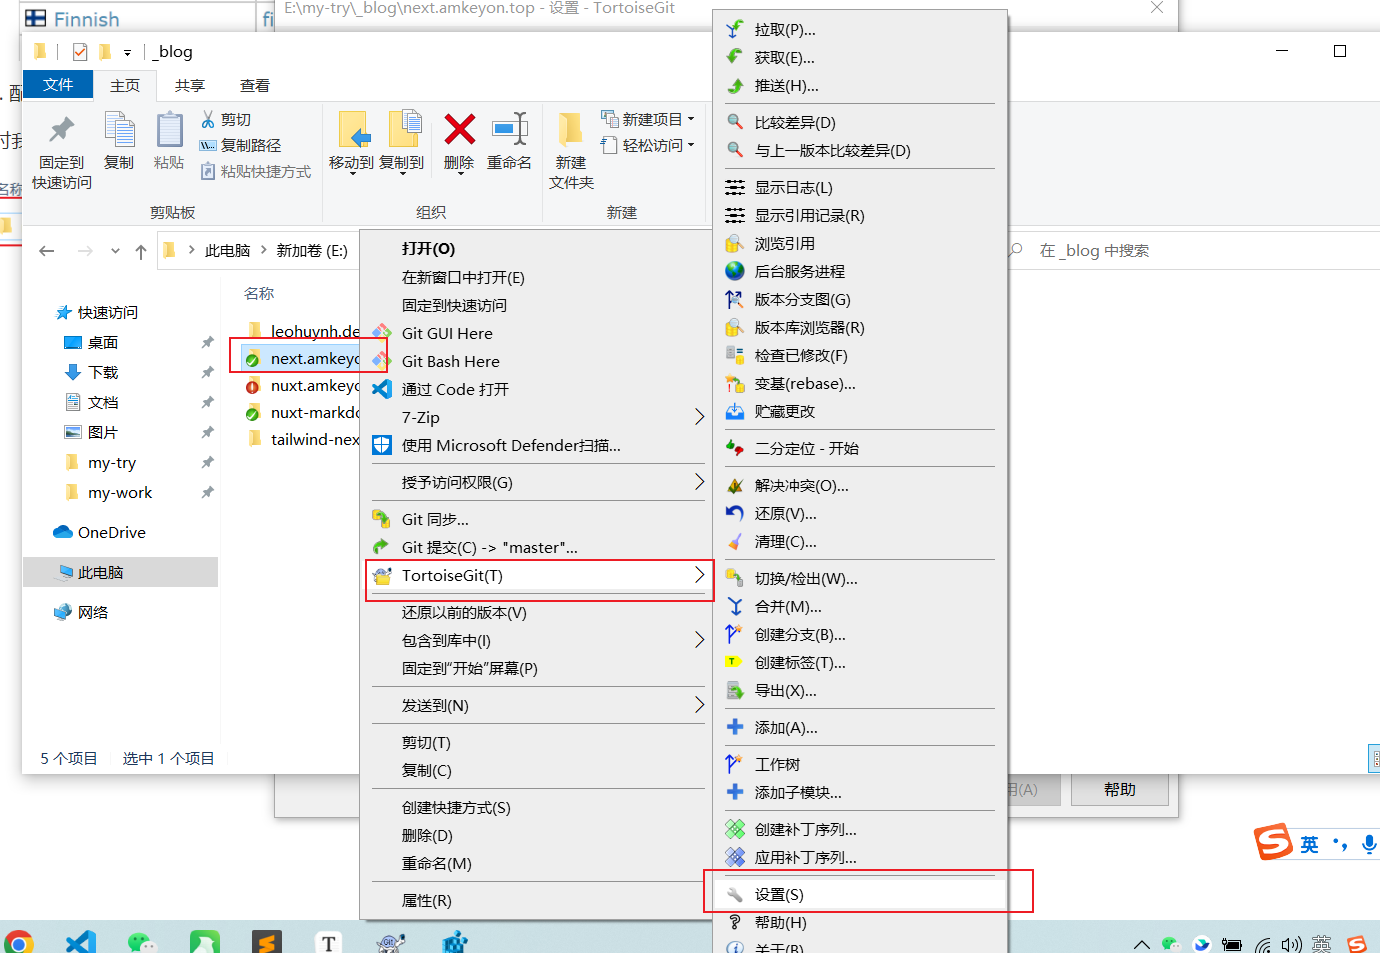 Finnish
fi
E:\my-try\_blog\next.amkeyon.top - 设置 - TortoiseGit
_blog
文件
主页
共享
查看
. 配
时我
名称
固定到
快速访问
复制
粘贴
剪切
复制路径
粘贴快捷方式
剪贴板
移动到
复制到
删除
重命名
组织
新建
文件夹
新建项目
轻松访问
新建
此电脑
新加卷 (E:)
在 _blog 中搜索
快速访问
桌面
下载
文档
图片
my-try
my-work
OneDrive
此电脑
网络
名称
leohuynh.de
next.amkeyo
nuxt.amkeyo
nuxt-markdo
tailwind-nex
5 个项目
选中 1 个项目
打开(O)
在新窗口中打开(E)
固定到快速访问
Git GUI Here
Git Bash Here
通过 Code 打开
7-Zip
使用 Microsoft Defender扫描...
授予访问权限(G)
Git 同步...
Git 提交(C) -> "master"...
TortoiseGit(T)
还原以前的版本(V)
包含到库中(I)
固定到“开始”屏幕(P)
发送到(N)
剪切(T)
复制(C)
创建快捷方式(S)
删除(D)
重命名(M)
属性(R)
拉取(P)...
获取(E)...
推送(H)...
比较差异(D)
与上一版本比较差异(D)
显示日志(L)
显示引用记录(R)
浏览引用
后台服务进程
版本分支图(G)
版本库浏览器(R)
检查已修改(F)
变基(rebase)...
贮藏更改
二分定位 - 开始
解决冲突(O)...
还原(V)...
清理(C)...
切换/检出(W)...
合并(M)...
创建分支(B)...
创建标签(T)...
导出(X)...
添加(A)...
工作树
添加子模块...
创建补丁序列...
应用补丁序列...
设置(S)
帮助(H)
关于(B)
用(A)
帮助
英
英